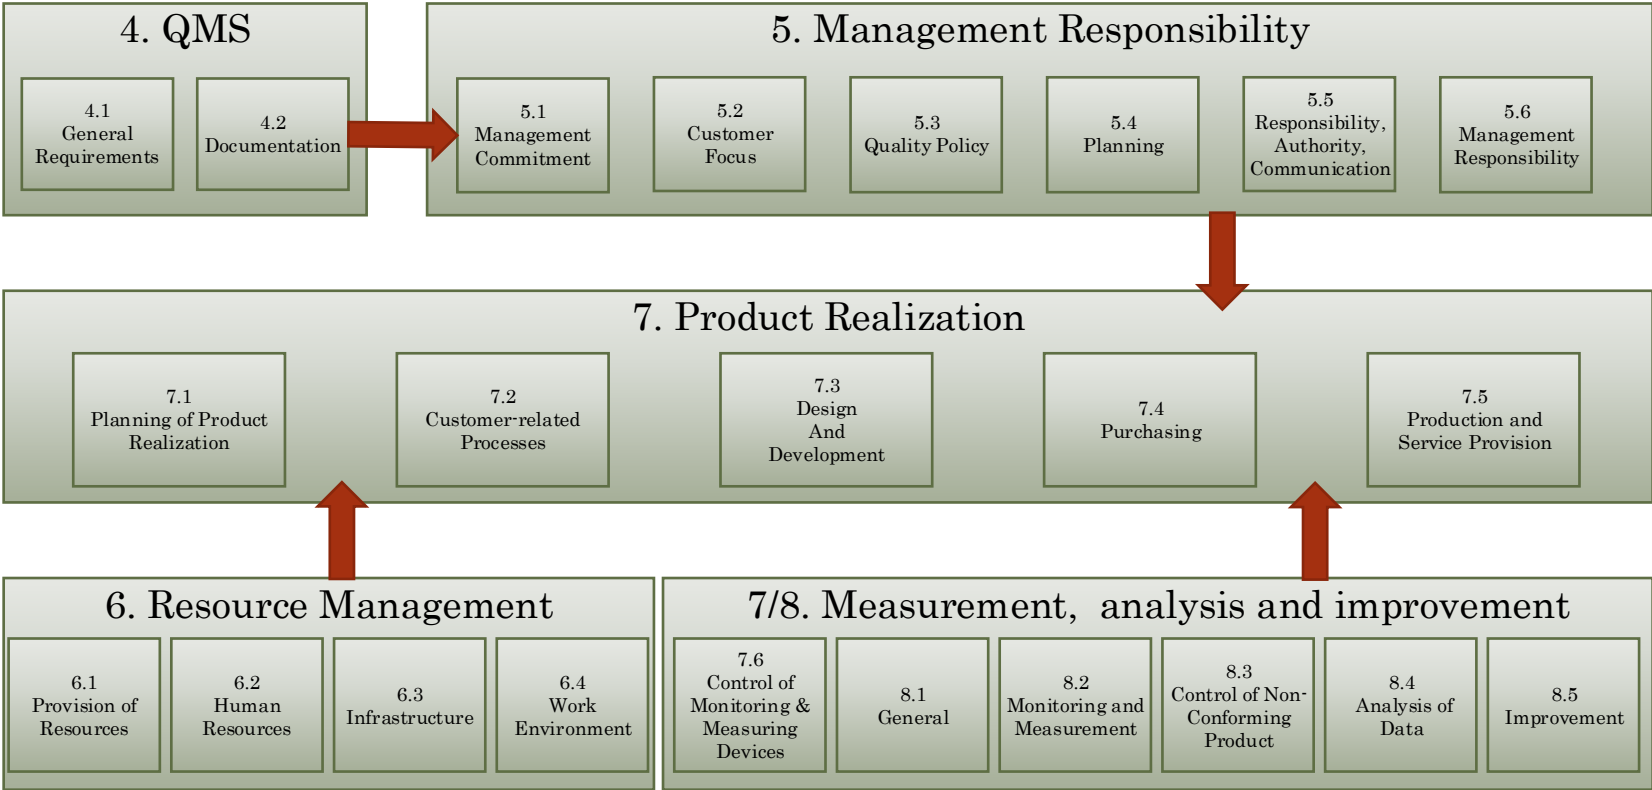 4. QMS
4.1
General
Requirements
4.2
Documentation
5. Management Responsibility
5.1
Management
Commitment
5.2
Customer
Focus
5.3
Quality Policy
5.4
Planning
5.5
Responsibility,
Authority,
Communication
5.6
Management
Responsibility
7. Product Realization
7.1
Planning of Product
Realization
7.2
Customer-related
Processes
7.3
Design
And
Development
7.4
Purchasing
7.5
Production and
Service Provision
6. Resource Management
6.1
Provision of
Resources
6.2
Human
Resources
6.3
Infrastructure
6.4
Work
Environment
7/8. Measurement, analysis and improvement
7.6
Control of
Monitoring &
Measuring
Devices
8.1
General
8.2
Monitoring and
Measurement
8.3
Control of Non-
Conforming
Product
8.4
Analysis of
Data
8.5
Improvement